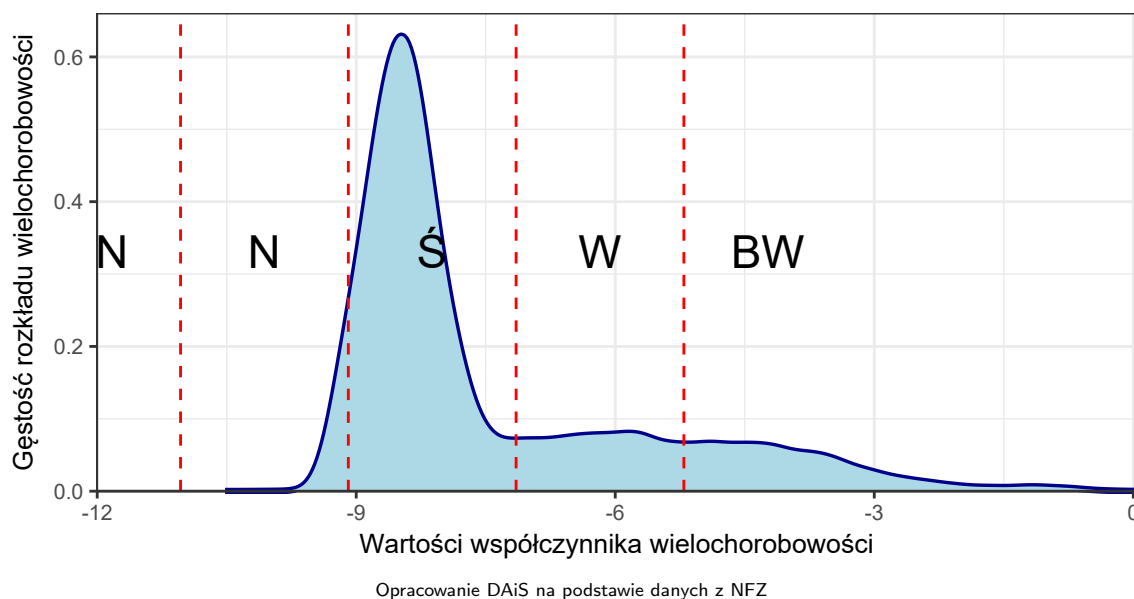 Gęstość rozkładu wielochorobowości
0.6
0.4
0.2
0.0
N N Ś W BW
-12 -9 -6 -3 0
Wartości współczynnika wielochorobowości
Opracowanie DAiS na podstawie danych z NFZ